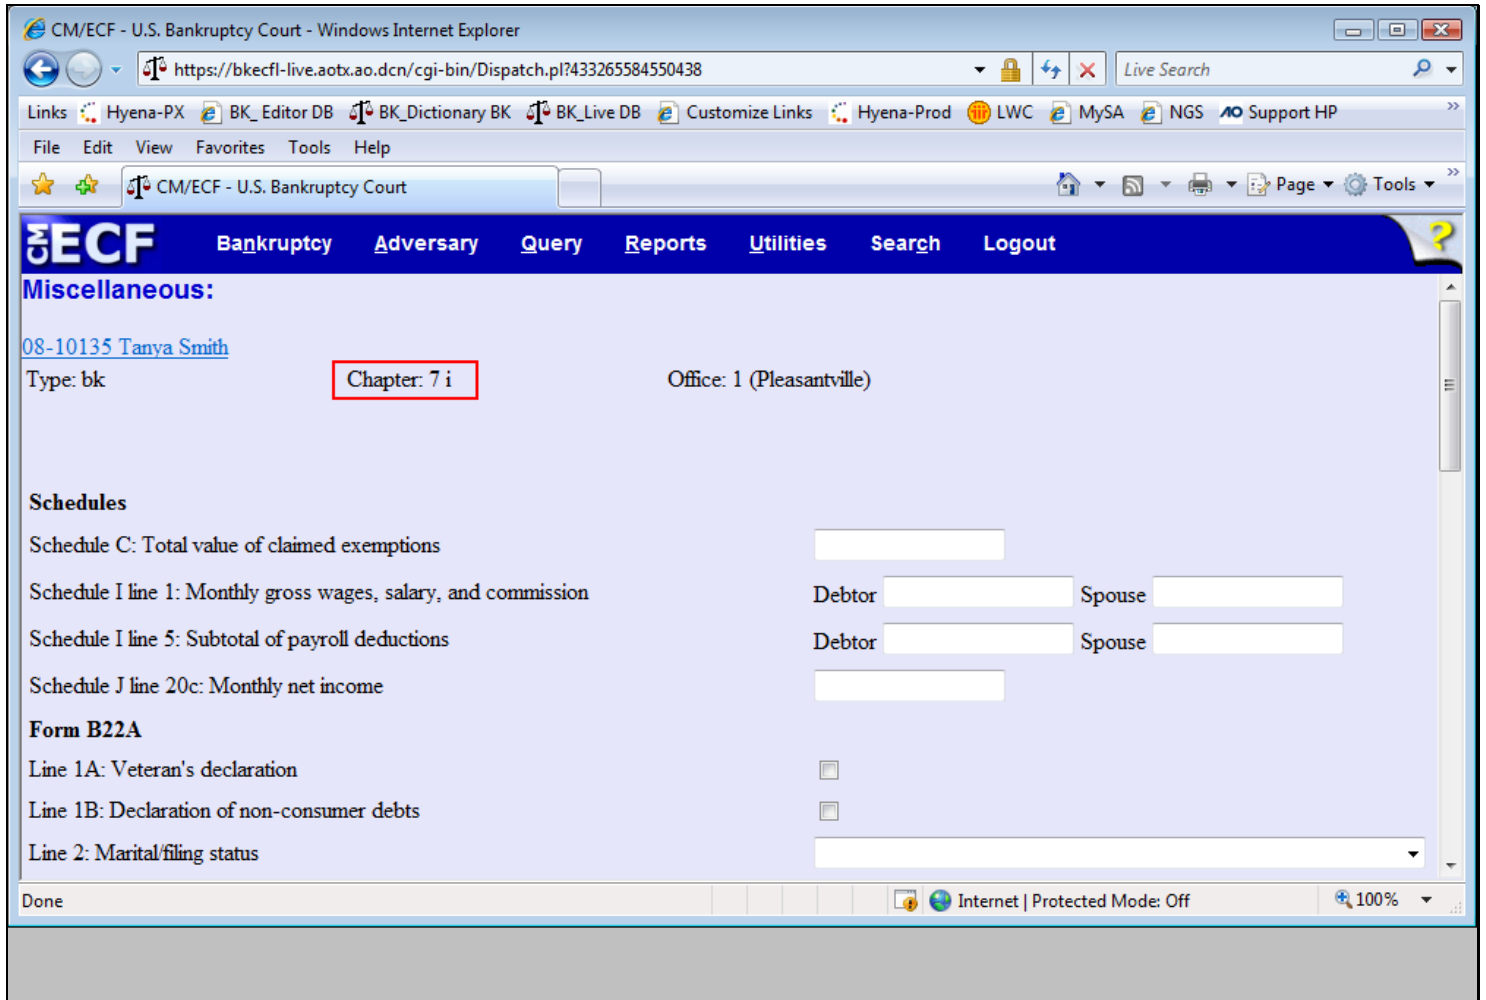 CM/ECF - U.S. Bankruptcy Court - Windows Internet Explorer
https://bkecfl-live.aotx.ao.dcn/cgi-bin/Dispatch.pl?433265584550438 Live Search
Links Hyena-PX BK_ Editor DB BK_Dictionary BK BK_Live DB Customize Links Hyena-Prod LWC MySA NGS AO Support HP »
File Edit View Favorites Tools Help
CM/ECF - U.S. Bankruptcy Court Page Tools »
CM ECF Bankruptcy Adversary Query Reports Utilities Search Logout ?
Miscellaneous:
08-10135 Tanya Smith
Type: bk Chapter: 7 i Office: 1 (Pleasantville)
Schedules
Schedule C: Total value of claimed exemptions
Schedule I line 1: Monthly gross wages, salary, and commission Debtor Spouse
Schedule I line 5: Subtotal of payroll deductions Debtor Spouse
Schedule J line 20c: Monthly net income
Form B22A
Line 1A: Veteran's declaration
Line 1B: Declaration of non-consumer debts
Line 2: Marital/filing status
Done Internet | Protected Mode: Off 100%